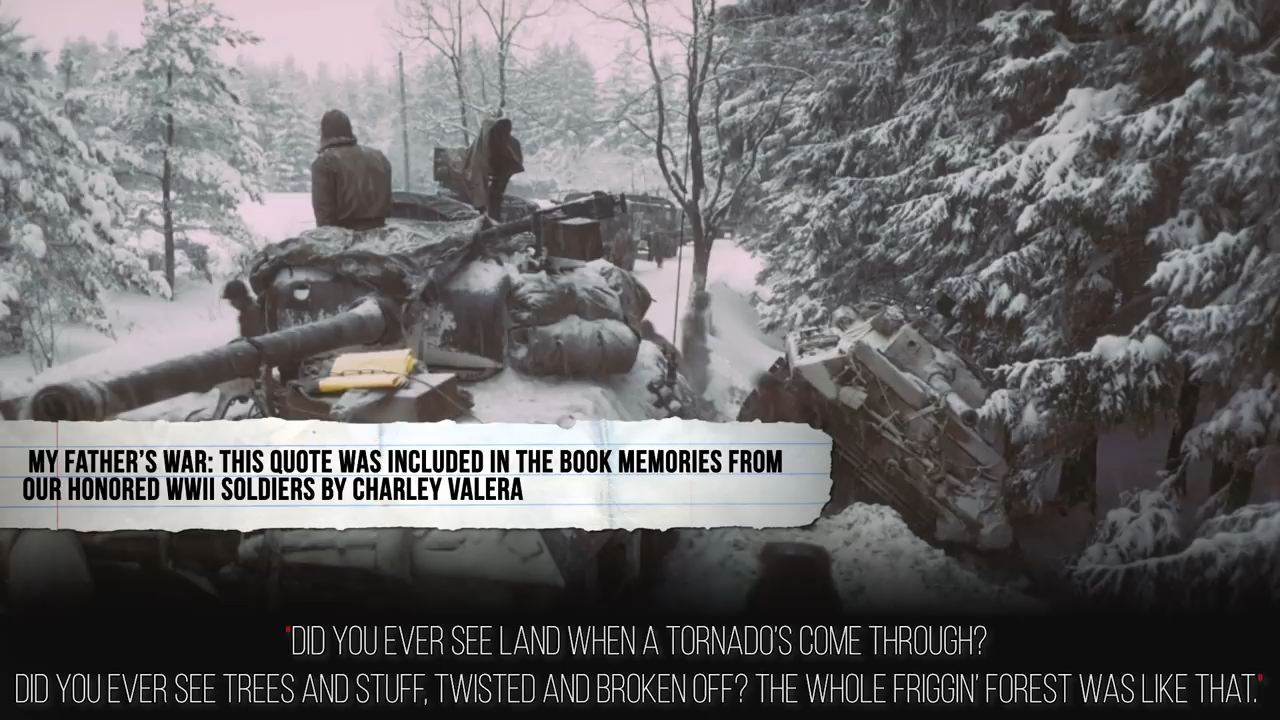 MY FATHER'S WAR: THIS QUOTE WAS INCLUDED IN THE BOOK MEMORIES FROM
OUR HONORED WWII SOLDIERS BY CHARLEY VALERA
"DID YOU EVER SEE LAND WHEN A TORNADO'S COME THROUGH?
DID YOU EVER SEE TREES AND STUFF, TWISTED AND BROKEN OFF? THE WHOLE FRIGGIN' FOREST WAS LIKE THAT."